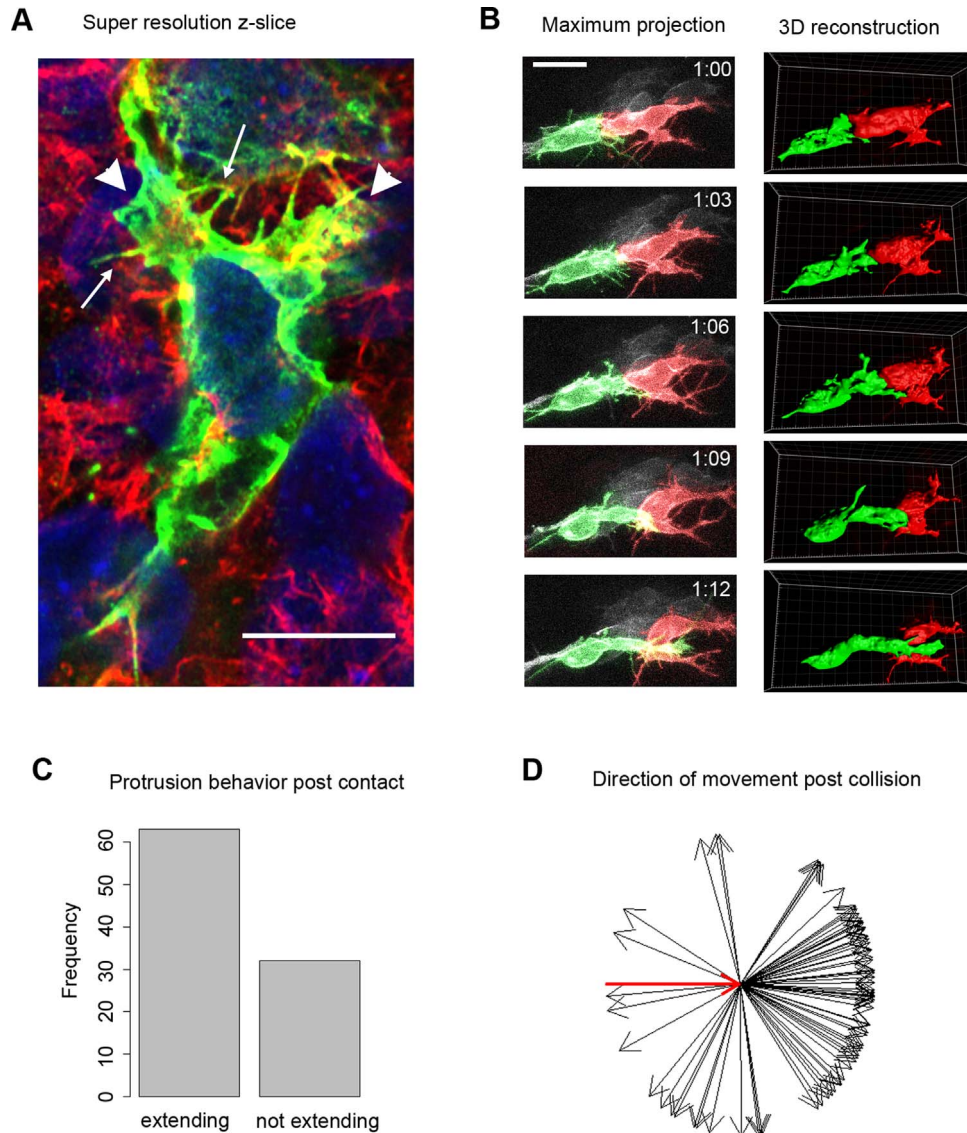 A Super resolution z-slice
B Maximum projection 3D reconstruction
1:00
1:03
1:06
1:09
1:12
C Protrusion behavior post contact
Frequency
60
50
40
30
20
10
0
extending not extending
D Direction of movement post collision